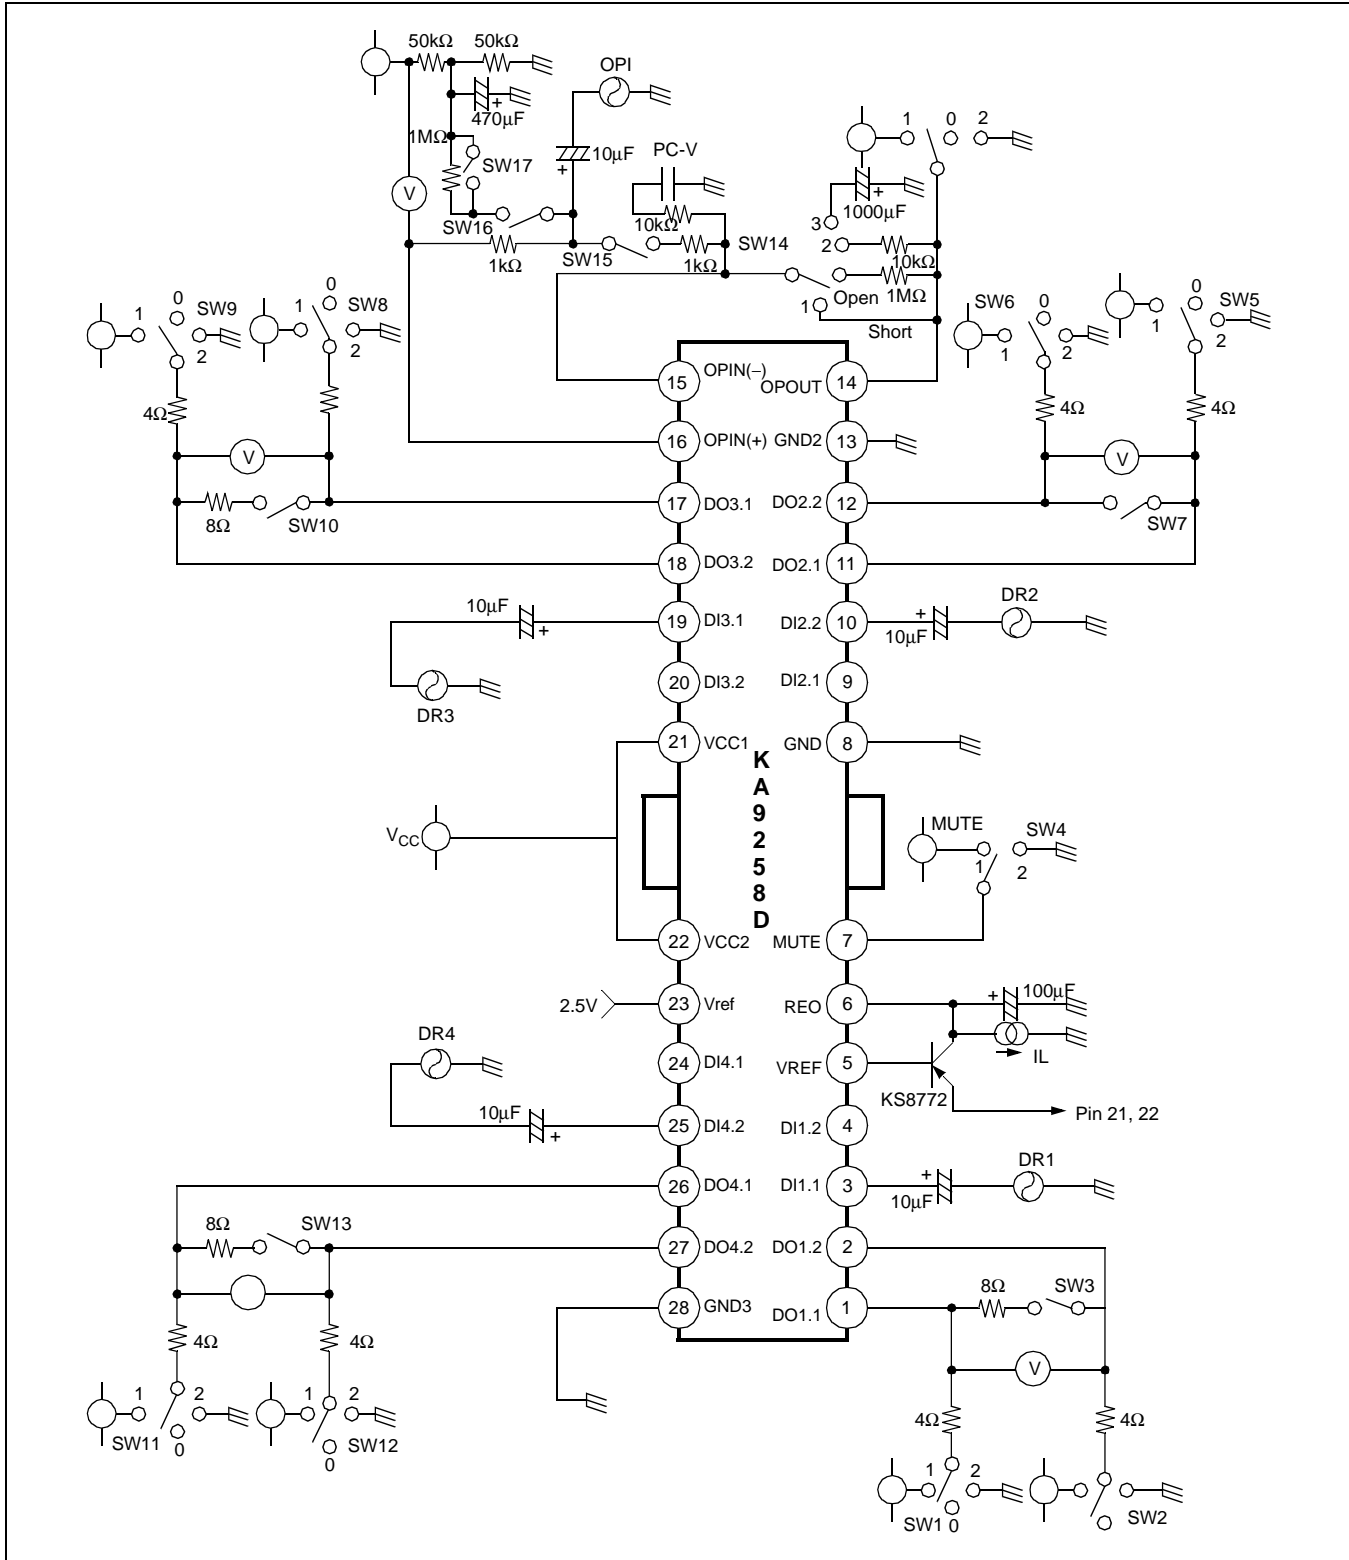 50kΩ 50kΩ
OPI
470μF
+
1MΩ
SW17
10μF
+
PC-V
1 0 2
V
SW16
10kΩ
1000μF
+
3
2
1kΩ
SW15
1kΩ
SW14
10kΩ
Open 1MΩ
1
Short
0
1 SW9
2
0
1 SW8
2
SW6 0
1 2
0
SW5
1 2
4Ω
4Ω
4Ω
V
V
8Ω
SW10
SW7
15 OPIN(−)
OPOUT 14
16 OPIN(+)
GND2 13
17 DO3.1
DO2.2 12
18 DO3.2
DO2.1 11
10μF
+
19 DI3.1
DI2.2 10
+
10μF
DR2
DR3
20 DI3.2
DI2.1 9
21 VCC1
GND 8
KA9258D
VCC
MUTE
SW4
1 2
22 VCC2
MUTE 7
2.5V
23 Vref
REO 6
+ 100μF
IL
DR4
24 DI4.1
VREF 5
KS8772
Pin 21, 22
10μF
+
25 DI4.2
DI1.2 4
26 DO4.1
DI1.1 3
+
10μF
DR1
8Ω
SW13
27 DO4.2
DO1.2 2
28 GND3
DO1.1 1
8Ω
SW3
V
4Ω
4Ω
1 2
SW11 0
1 2
SW12
0
4Ω
4Ω
1 2
SW1 0
SW2